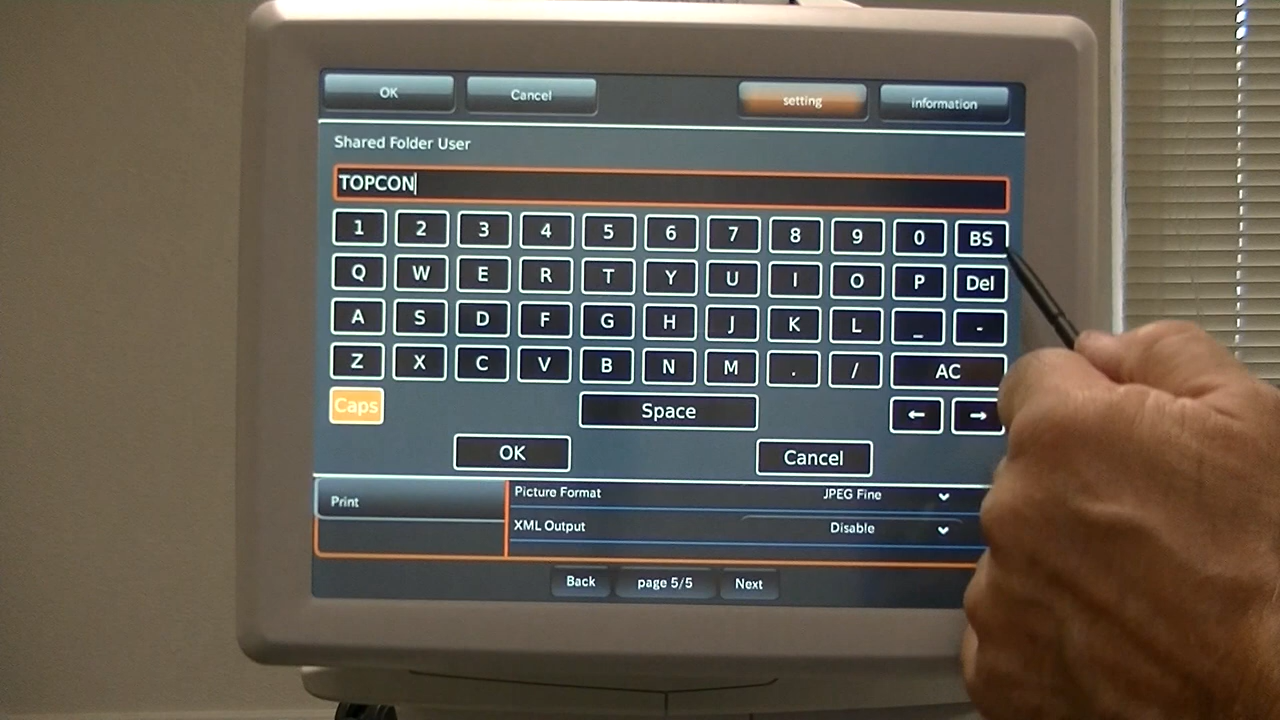 OK Cancel setting information
Shared Folder User
TOPCON
1 2 3 4 5 6 7 8 9 0 BS
Q W E R T Y U I O P Del
A S D F G H J K L _ -
Z X C V B N M . / AC
Caps Space ← →
OK Cancel
Print Picture Format JPEG Fine
XML Output Disable
Back page 5/5 Next